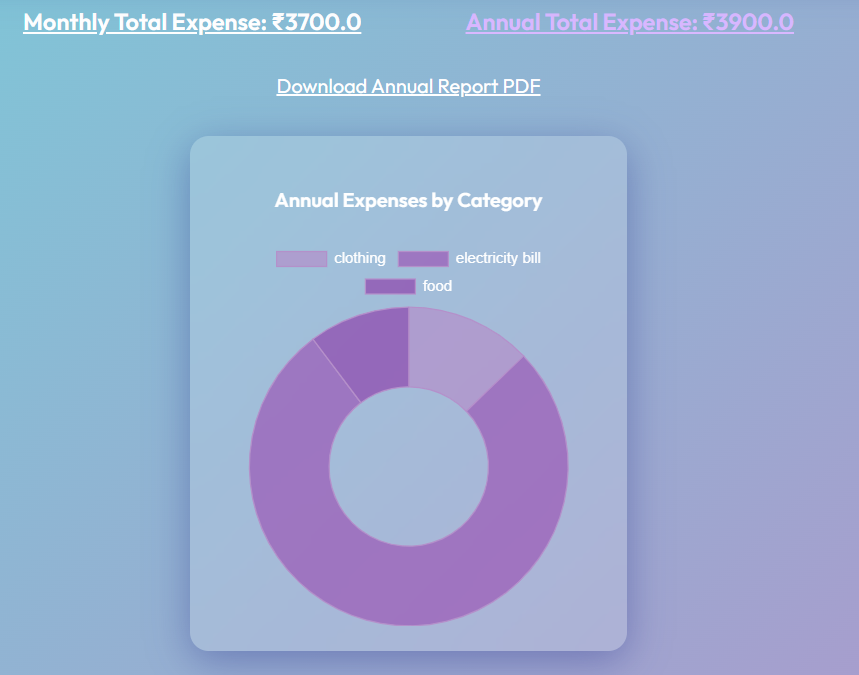 Monthly Total Expense: ₹3700.0 Annual Total Expense: ₹3900.0
Download Annual Report PDF
Annual Expenses by Category
clothing electricity bill
food